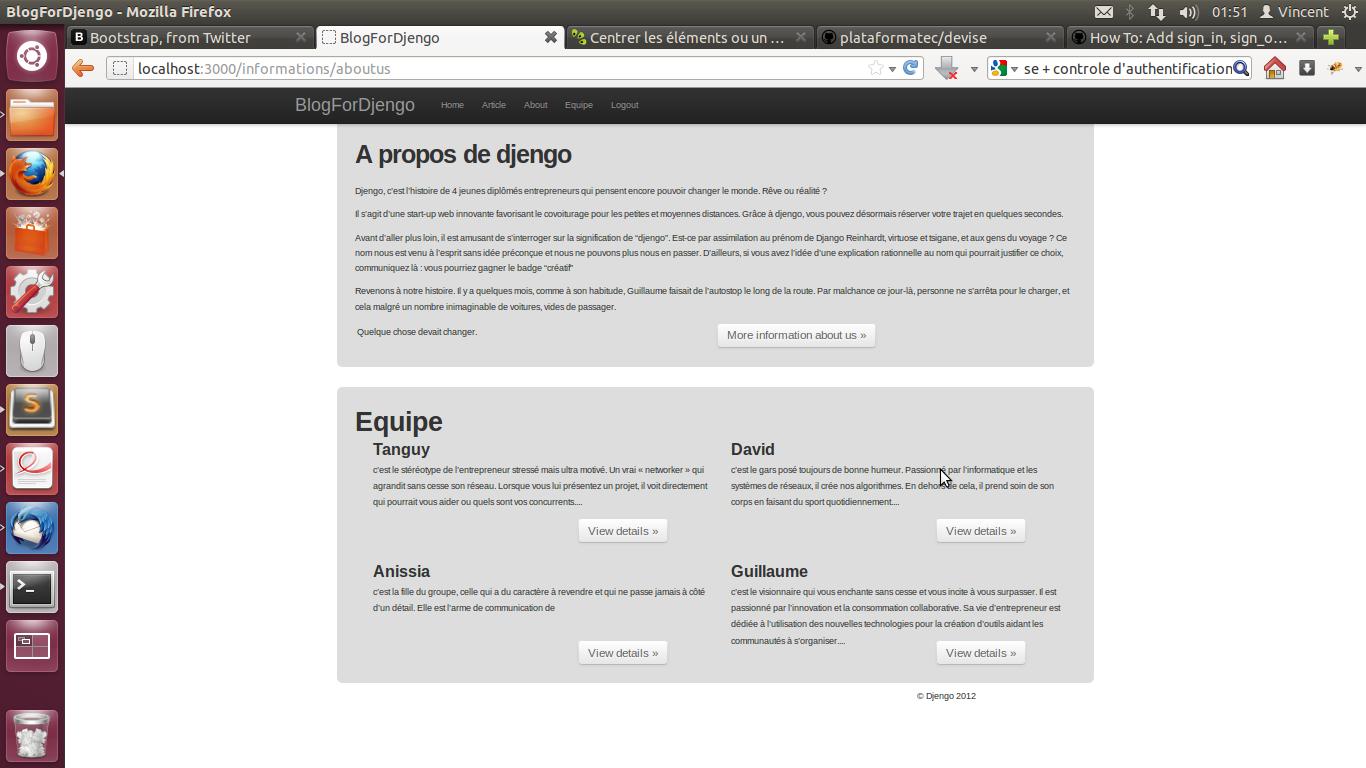 BlogForDjengo - Mozilla Firefox
01:51 Vincent
Bootstrap, from Twitter
BlogForDjengo
Centrer les éléments ou un ...
plataformatec/devise
How To: Add sign_in, sign_o...
localhost:3000/informations/aboutus
se + controle d'authentification
BlogForDjengo Home Article About Equipe Logout
A propos de djengo
Djengo, c'est l'histoire de 4 jeunes diplômés entrepreneurs qui pensent encore pouvoir changer le monde. Rêve ou réalité ?
Il s'agit d'une start-up web innovante favorisant le covoiturage pour les petites et moyennes distances. Grâce à djengo, vous pouvez désormais réserver votre trajet en quelques secondes.
Avant d'aller plus loin, il est amusant de s'interroger sur la signification de "djengo". Est-ce par assimilation au prénom de Django Reinhardt, virtuose et tsigane, et aux gens du voyage ? Ce
nom nous est venu à l'esprit sans idée préconçue et nous ne pouvons plus nous en passer. D'ailleurs, si vous avez l'idée d'une explication rationnelle au nom qui pourrait justifier ce choix,
communiquez là : vous pourriez gagner le badge "créatif"
Revenons à notre histoire. Il y a quelques mois, comme à son habitude, Guillaume faisait de l'autostop le long de la route. Par malchance ce jour-là, personne ne s'arrêta pour le charger, et
cela malgré un nombre inimaginable de voitures, vides de passager.
Quelque chose devait changer.
More information about us »
Equipe
Tanguy
c'est le stéréotype de l'entrepreneur stressé mais ultra motivé. Un vrai « networker » qui
agrandit sans cesse son réseau. Lorsque vous lui présentez un projet, il voit directement
qui pourrait vous aider ou quels sont vos concurrents....
View details »
David
c'est le gars posé toujours de bonne humeur. Passionné par l'informatique et les
systèmes de réseaux, il crée nos algorithmes. En dehors de cela, il prend soin de son
corps en faisant du sport quotidiennement....
View details »
Anissia
c'est la fille du groupe, celle qui a du caractère à revendre et qui ne passe jamais à côté
d'un détail. Elle est l'arme de communication de
View details »
Guillaume
c'est le visionnaire qui vous enchante sans cesse et vous incite à vous surpasser. Il est
passionné par l'innovation et la consommation collaborative. Sa vie d'entrepreneur est
dédiée à l'utilisation des nouvelles technologies pour la création d'outils aidant les
communautés à s'organiser....
View details »
© Djengo 2012